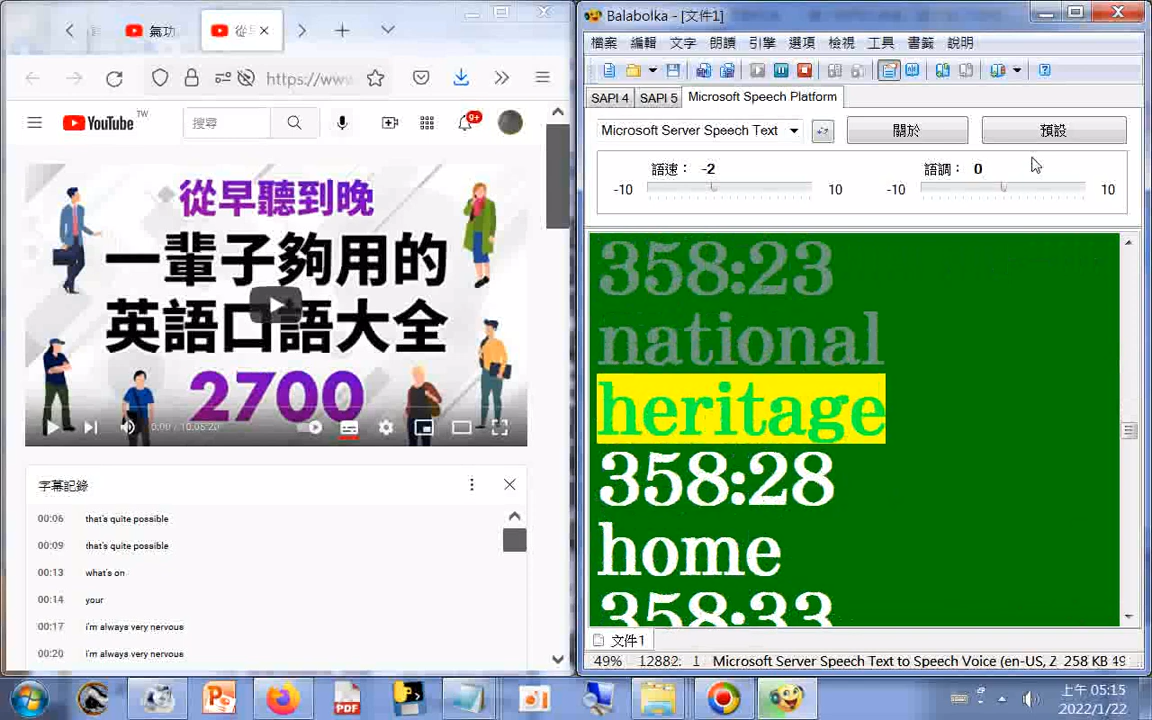 氣功
從
https://www
YouTube TW
搜尋
9+
從早聽到晚
一輩子夠用的
英語口語大全
2700
0:00 / 10:05:20
字幕記錄
00:06 that's quite possible
00:09 that's quite possible
00:13 what's on
00:14 your
00:17 i'm always very nervous
00:20 i'm always very nervous
Balabolka - [文件1]
檔案 編輯 文字 朗讀 引擎 選項 檢視 工具 書籤 說明
SAPI 4 SAPI 5 Microsoft Speech Platform
Microsoft Server Speech Text 關於 預設
語速： -2 語調： 0
-10 10 -10 10
358:23
national
heritage
358:28
home
358:33
文件1
49% 12882: 1 Microsoft Server Speech Text to Speech Voice (en-US, Z 258 KB 49
PDF
上午 05:15
2022/1/22